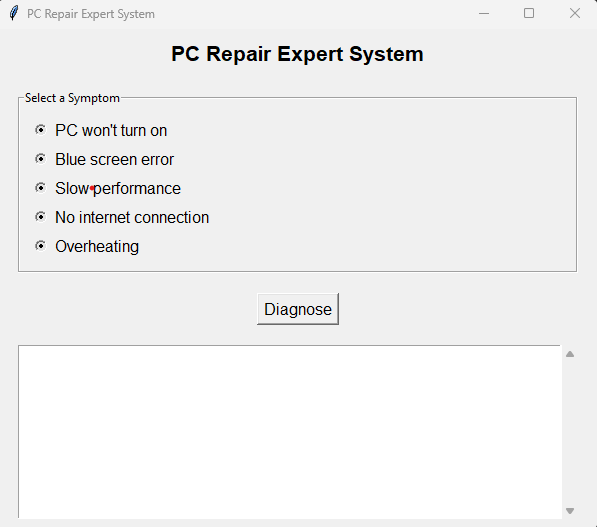 PC Repair Expert System
PC Repair Expert System
Select a Symptom
PC won't turn on
Blue screen error
Slow performance
No internet connection
Overheating
Diagnose